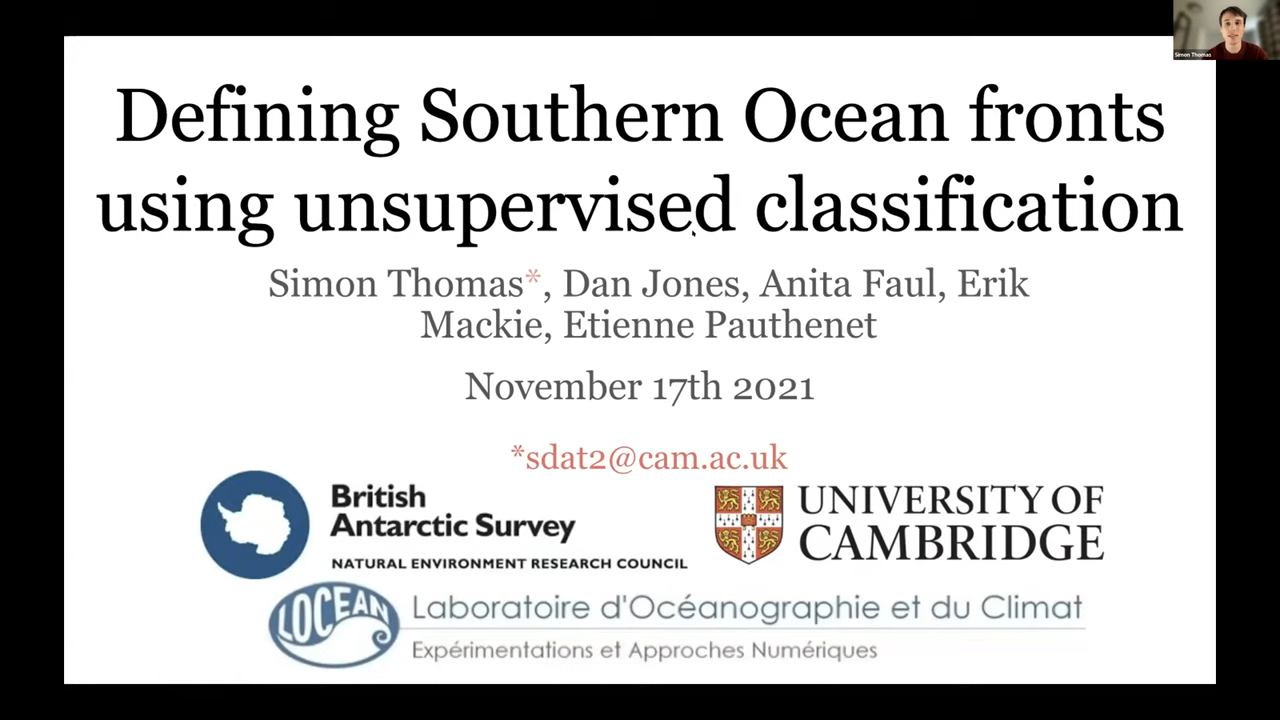 Simon Thomas
Defining Southern Ocean fronts
using unsupervised classification
Simon Thomas*, Dan Jones, Anita Faul, Erik
Mackie, Etienne Pauthenet
November 17th 2021
*sdat2@cam.ac.uk
British
Antarctic Survey
NATURAL ENVIRONMENT RESEARCH COUNCIL
UNIVERSITY OF
CAMBRIDGE
LOCEAN
Laboratoire d'Océanographie et du Climat
Expérimentations et Approches Numériques